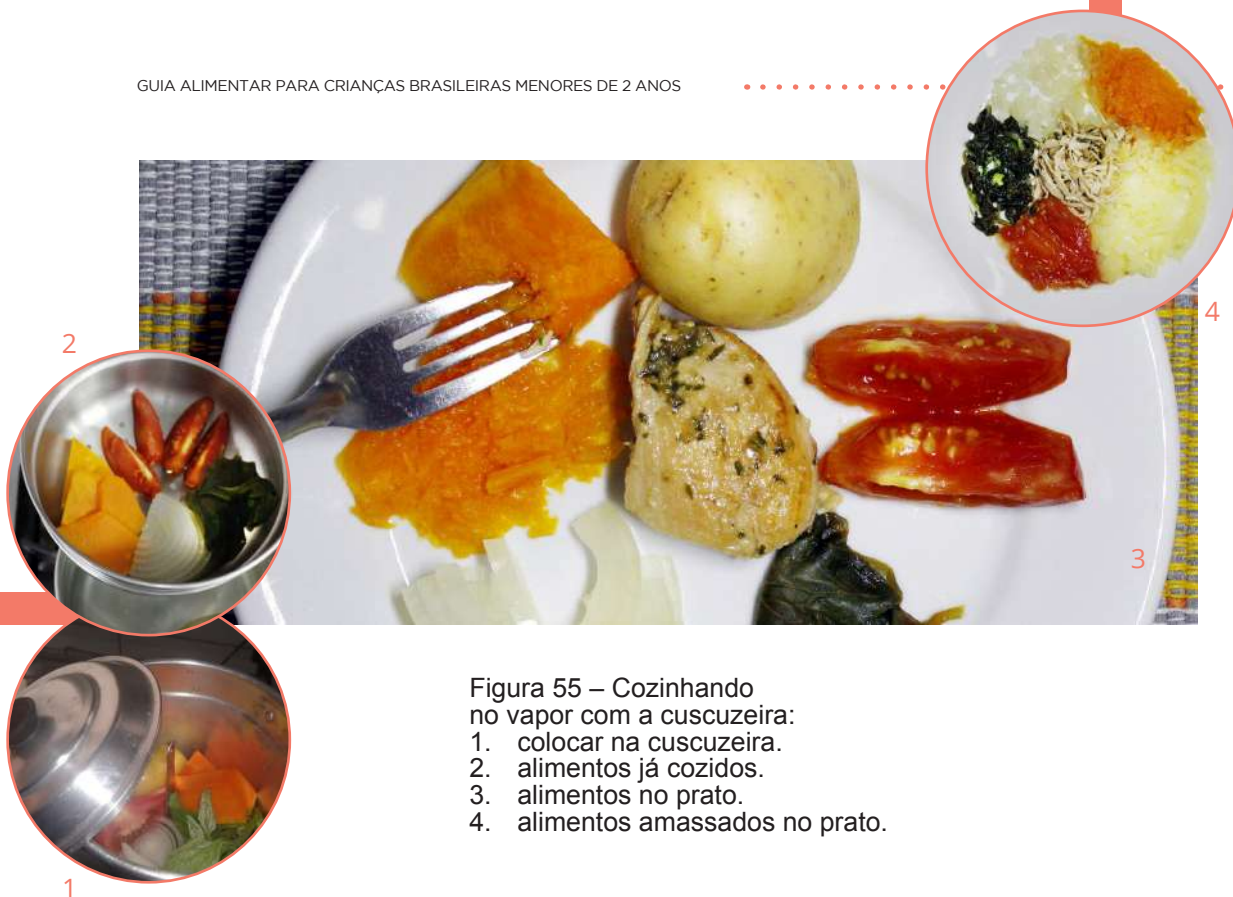 GUIA ALIMENTAR PARA CRIANÇAS BRASILEIRAS MENORES DE 2 ANOS
4
2
3
1
Figura 55 – Cozinhando
no vapor com a cuscuzeira:
1. colocar na cuscuzeira.
2. alimentos já cozidos.
3. alimentos no prato.
4. alimentos amassados no prato.